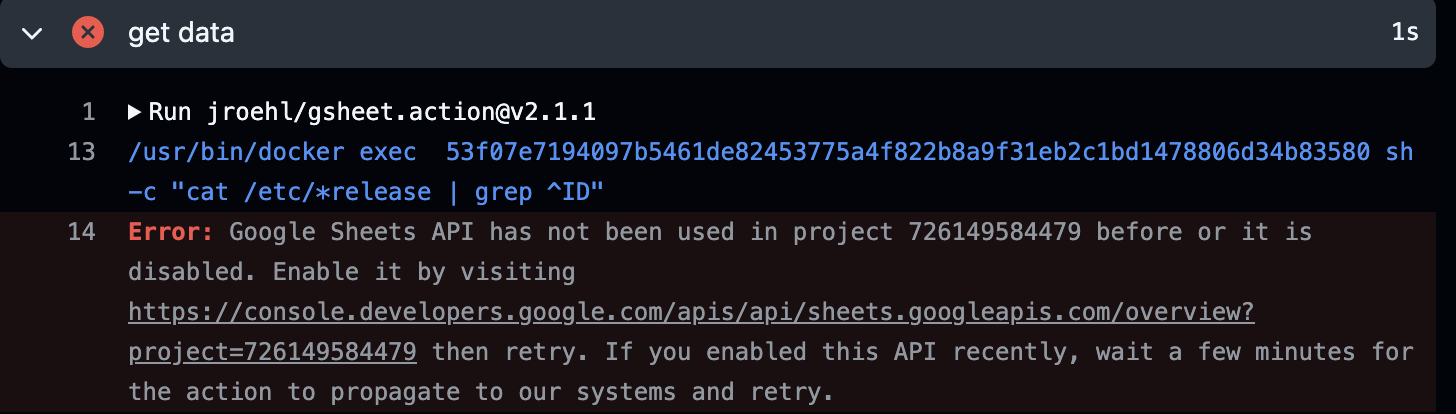 get data 1s
1 Run jroehl/gsheet.action@v2.1.1
13 /usr/bin/docker exec  53f07e7194097b5461de82453775a4f822b8a9f31eb2c1bd1478806d34b83580 sh
-c "cat /etc/*release | grep ^ID"
14 Error: Google Sheets API has not been used in project 726149584479 before or it is
disabled. Enable it by visiting
https://console.developers.google.com/apis/api/sheets.googleapis.com/overview?
project=726149584479 then retry. If you enabled this API recently, wait a few minutes for
the action to propagate to our systems and retry.